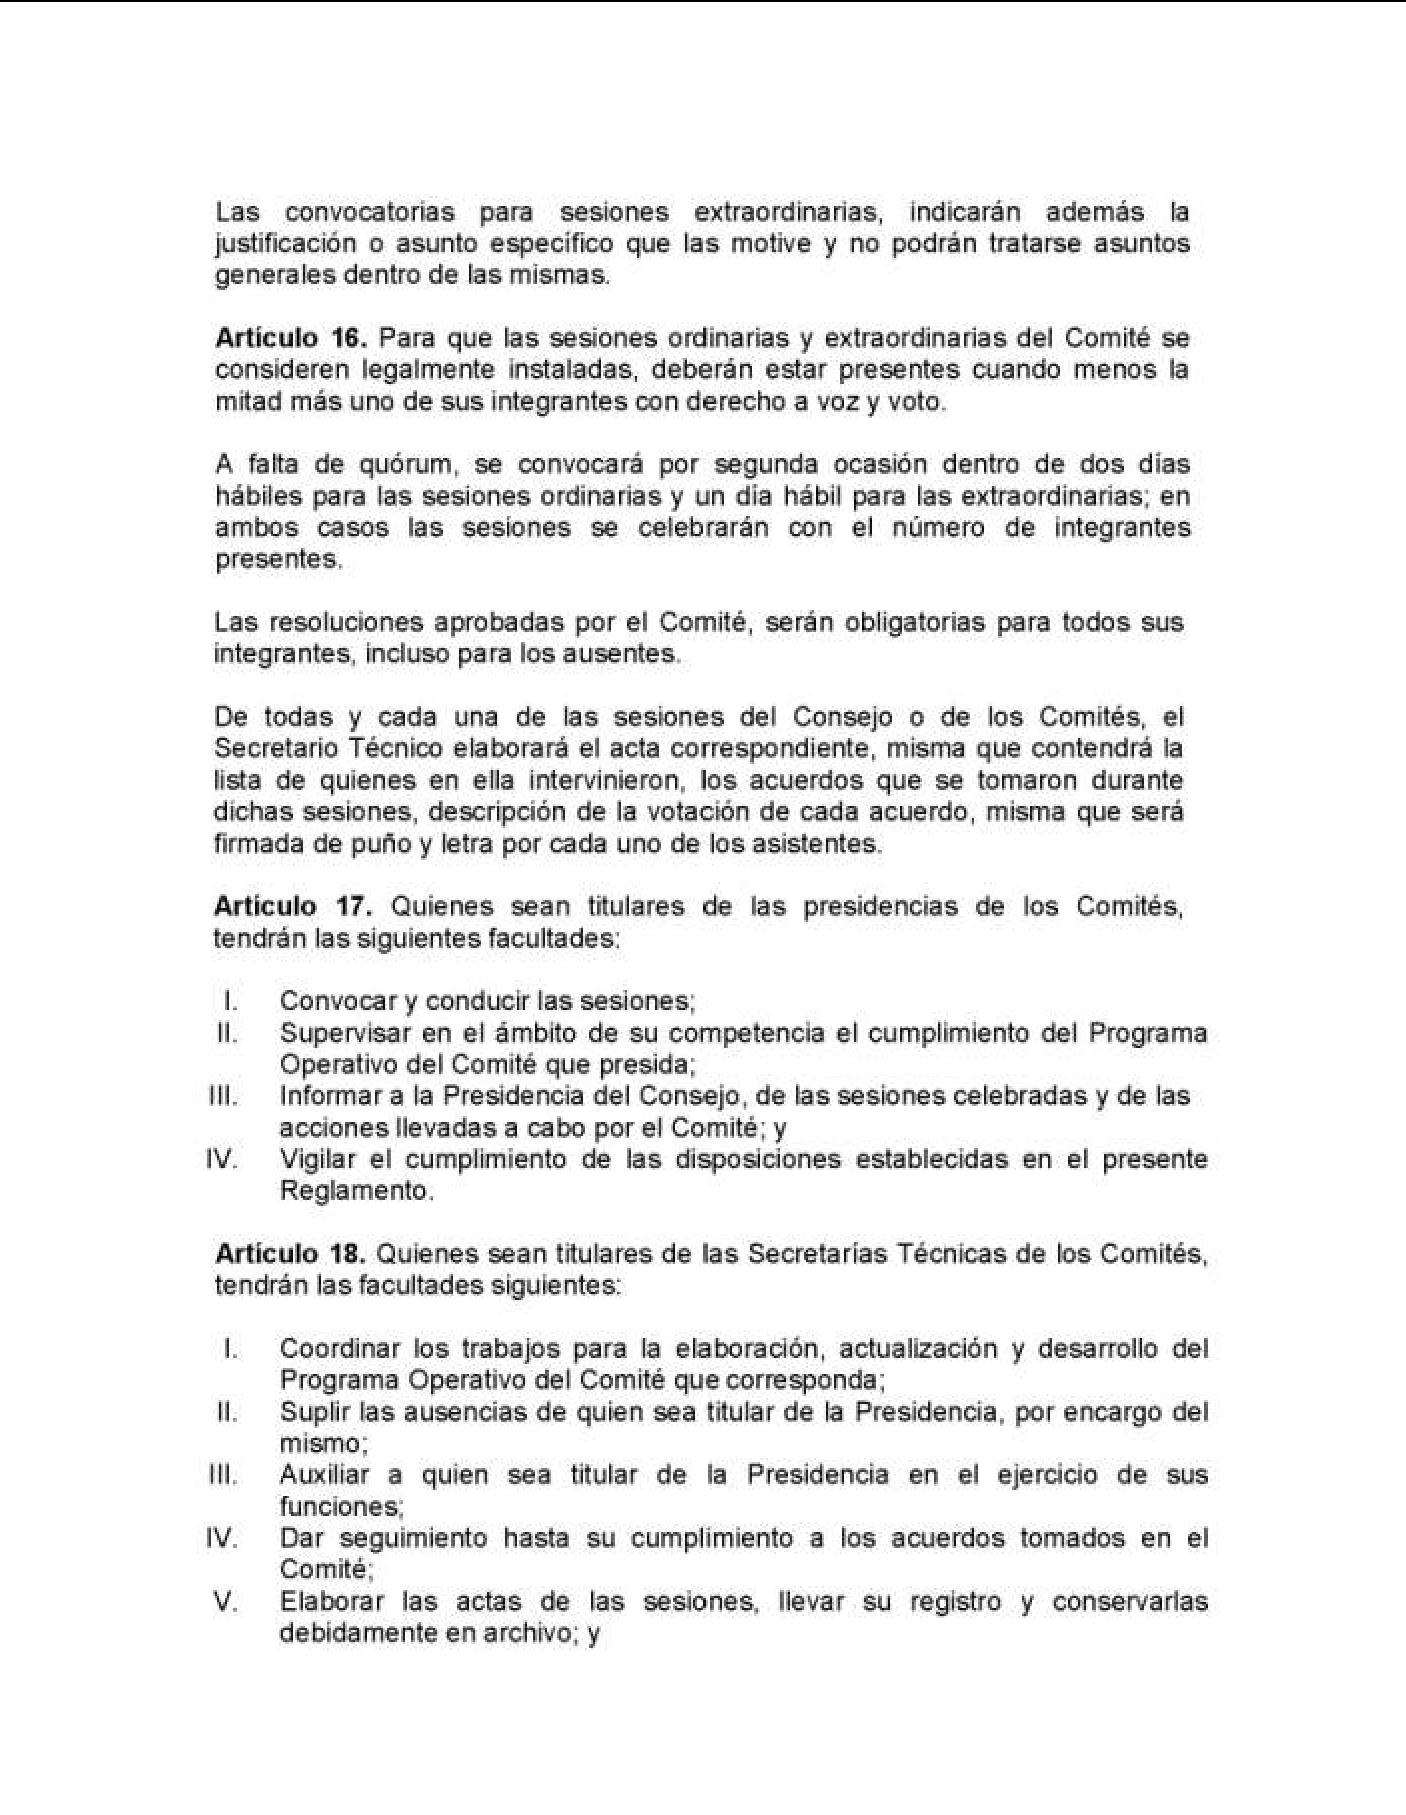 Las convocatorias para sesiones extraordinarias, indicarán además la
justificación o asunto específico que las motive y no podrán tratarse asuntos
generales dentro de las mismas.
Artículo 16. Para que las sesiones ordinarias y extraordinarias del Comité se
consideren legalmente instaladas, deberán estar presentes cuando menos la
mitad más uno de sus integrantes con derecho a voz y voto.
A falta de quórum, se convocará por segunda ocasión dentro de dos días
hábiles para las sesiones ordinarias y un día hábil para las extraordinarias; en
ambos casos las sesiones se celebrarán con el número de integrantes
presentes.
Las resoluciones aprobadas por el Comité, serán obligatorias para todos sus
integrantes, incluso para los ausentes.
De todas y cada una de las sesiones del Consejo o de los Comités, el
Secretario Técnico elaborará el acta correspondiente, misma que contendrá la
lista de quienes en ella intervinieron, los acuerdos que se tomaron durante
dichas sesiones, descripción de la votación de cada acuerdo, misma que será
firmada de puño y letra por cada uno de los asistentes.
Artículo 17. Quienes sean titulares de las presidencias de los Comités,
tendrán las siguientes facultades:
I. Convocar y conducir las sesiones;
II. Supervisar en el ámbito de su competencia el cumplimiento del Programa
Operativo del Comité que presida;
III. Informar a la Presidencia del Consejo, de las sesiones celebradas y de las
acciones llevadas a cabo por el Comité; y
IV. Vigilar el cumplimiento de las disposiciones establecidas en el presente
Reglamento.
Artículo 18. Quienes sean titulares de las Secretarías Técnicas de los Comités,
tendrán las facultades siguientes:
I. Coordinar los trabajos para la elaboración, actualización y desarrollo del
Programa Operativo del Comité que corresponda;
II. Suplir las ausencias de quien sea titular de la Presidencia, por encargo del
mismo;
III. Auxiliar a quien sea titular de la Presidencia en el ejercicio de sus
funciones;
IV. Dar seguimiento hasta su cumplimiento a los acuerdos tomados en el
Comité;
V. Elaborar las actas de las sesiones, llevar su registro y conservarlas
debidamente en archivo; y